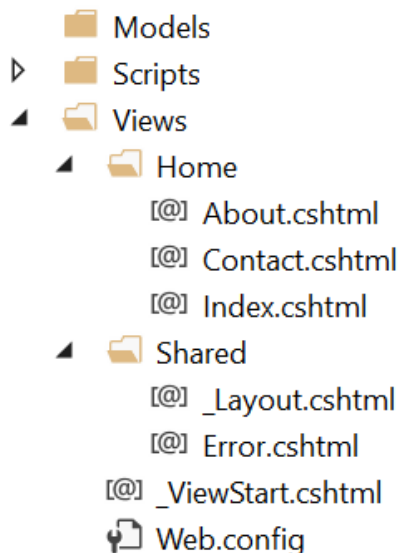 Models
Scripts
Views
Home
[@] About.cshtml
[@] Contact.cshtml
[@] Index.cshtml
Shared
[@] _Layout.cshtml
[@] Error.cshtml
[@] _ViewStart.cshtml
Web.config